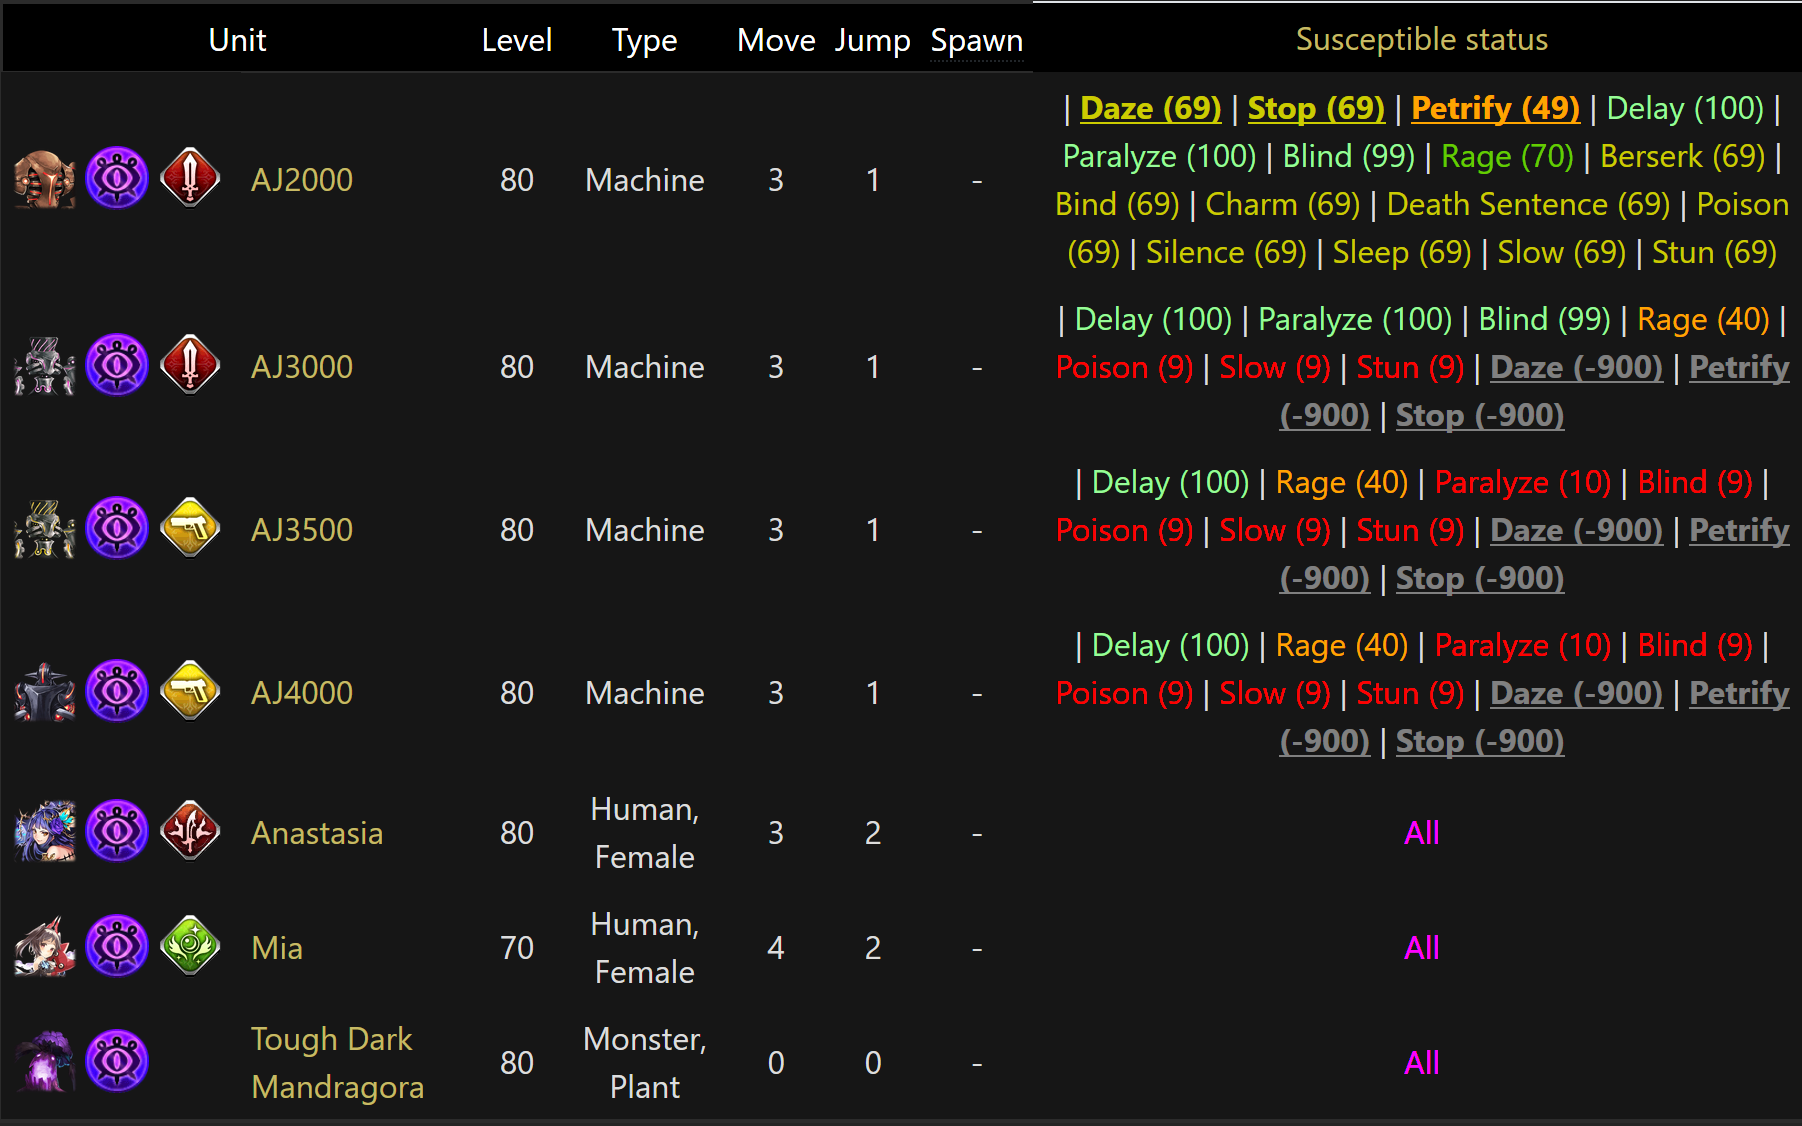 Unit Level Type Move Jump Spawn Susceptible status
| Daze (69) | Stop (69) | Petrify (49) | Delay (100) |
Paralyze (100) | Blind (99) | Rage (70) | Berserk (69) |
AJ2000 80 Machine 3 1 -
Bind (69) | Charm (69) | Death Sentence (69) | Poison
(69) | Silence (69) | Sleep (69) | Slow (69) | Stun (69)
| Delay (100) | Paralyze (100) | Blind (99) | Rage (40) |
AJ3000 80 Machine 3 1 - Poison (9) | Slow (9) | Stun (9) | Daze (-900) | Petrify
(-900) | Stop (-900)
| Delay (100) | Rage (40) | Paralyze (10) | Blind (9) |
AJ3500 80 Machine 3 1 - Poison (9) | Slow (9) | Stun (9) | Daze (-900) | Petrify
(-900) | Stop (-900)
| Delay (100) | Rage (40) | Paralyze (10) | Blind (9) |
AJ4000 80 Machine 3 1 - Poison (9) | Slow (9) | Stun (9) | Daze (-900) | Petrify
(-900) | Stop (-900)
Anastasia 80 Human, 3 2 - All
Female
Mia 70 Human, 4 2 - All
Female
Tough Dark 80 Monster, 0 0 - All
Mandragora Plant